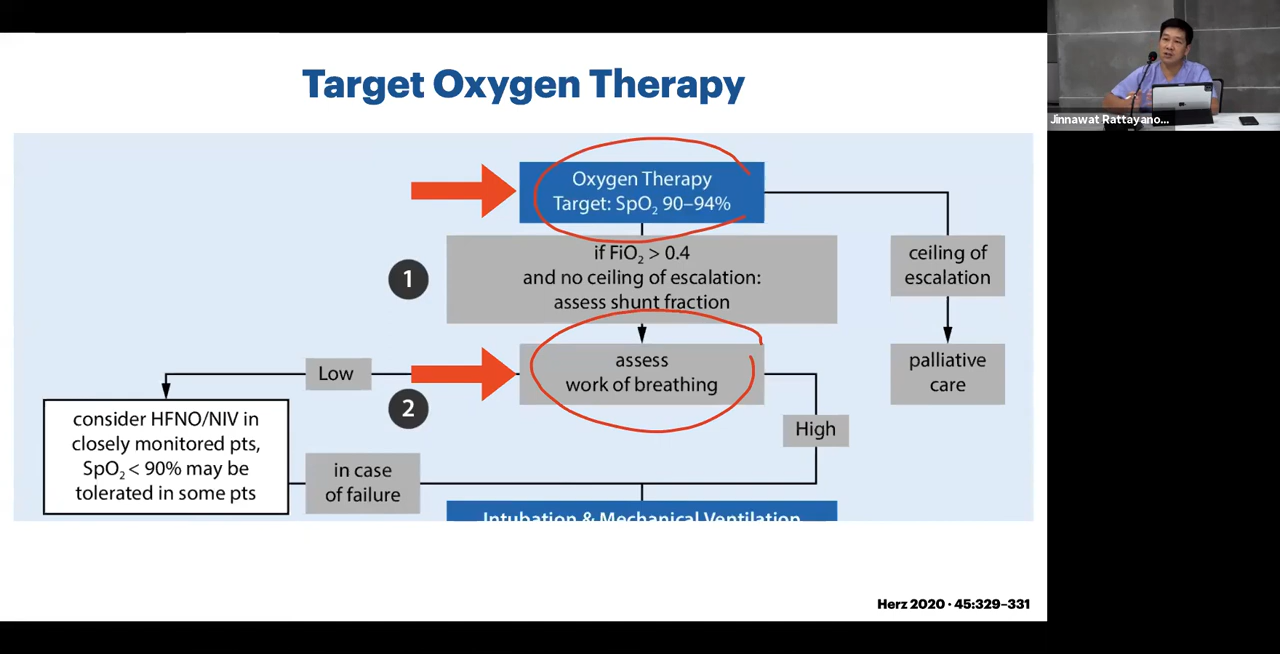 Target Oxygen Therapy
Oxygen Therapy
Target: SpO₂ 90–94%
1
if FiO₂ > 0.4
and no ceiling of escalation:
assess shunt fraction
ceiling of
escalation
Low
assess
work of breathing
palliative
care
2
High
consider HFNO/NIV in
closely monitored pts,
SpO₂ < 90% may be
tolerated in some pts
in case
of failure
Intubation & Mechanical Ventilation
Herz 2020 · 45:329–331
Jinnawat Rattayano...